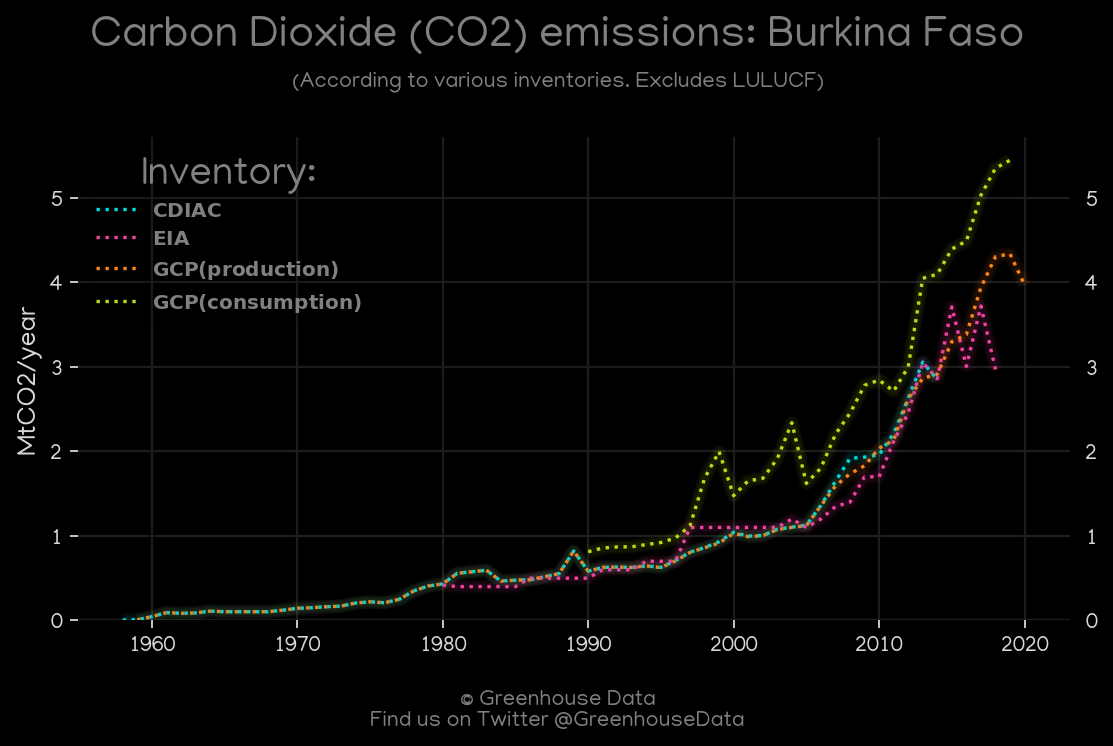 Carbon Dioxide (CO2) emissions: Burkina Faso
(According to various inventories. Excludes LULUCF)
Inventory:
CDIAC
EIA
GCP(production)
GCP(consumption)
MtCO2/year
5 5
4 4
3 3
2 2
1 1
0 0
1960 1970 1980 1990 2000 2010 2020
© Greenhouse Data
Find us on Twitter @GreenhouseData